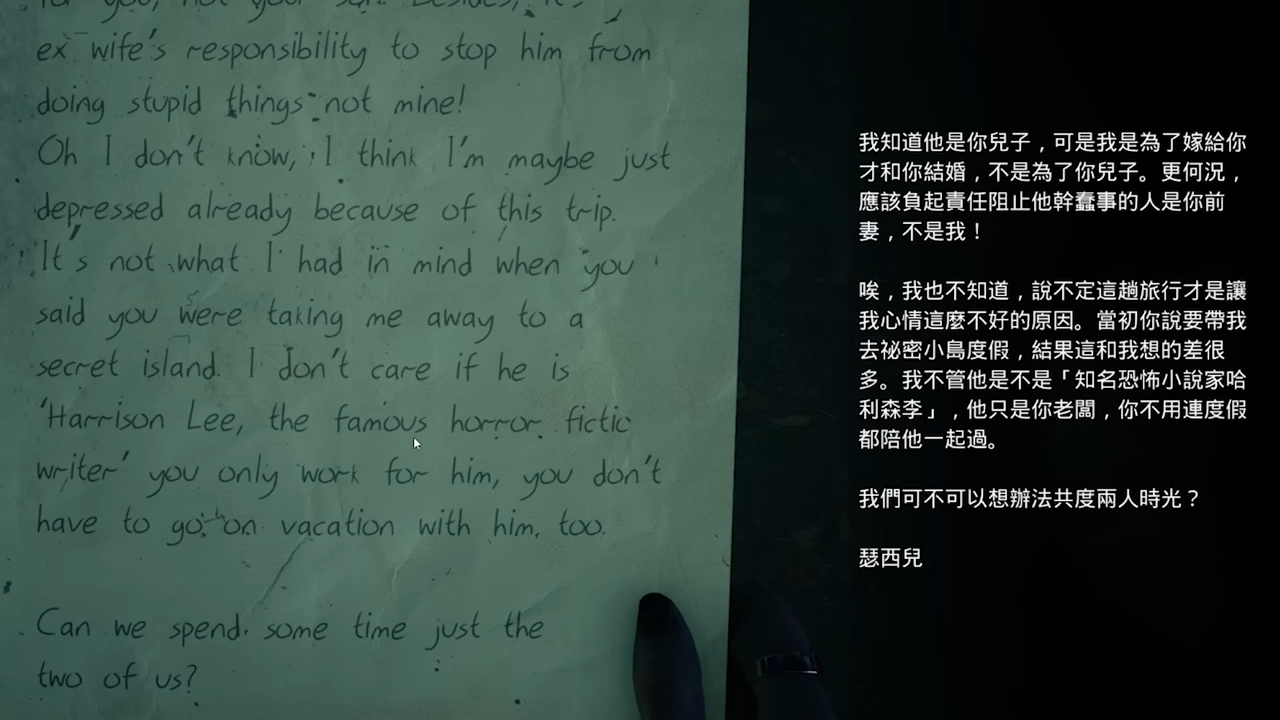 for you, not your son. Besides, it's
ex wife's responsibility to stop him from
doing stupid things - not mine!
Oh I don't know, I think I'm maybe just
depressed already because of this trip.
It's not what I had in mind when you
said you were taking me away to a
secret island. I don't care if he is
'Harrison Lee, the famous horror fictic
writer' you only work for him, you don't
have to go on vacation with him, too.
Can we spend some time just the
two of us?
我知道他是你兒子，可是我是為了嫁給你
才和你結婚，不是為了你兒子。更何況，
應該負起責任阻止他幹蠢事的人是你前
妻，不是我！
唉，我也不知道，說不定這趟旅行才是讓
我心情這麼不好的原因。當初你說要帶我
去祕密小島度假，結果這和我想的差很
多。我不管他是不是「知名恐怖小說家哈
利森李」，他只是你老闆，你不用連度假
都陪他一起過。
我們可不可以想辦法共度兩人時光？
瑟西兒